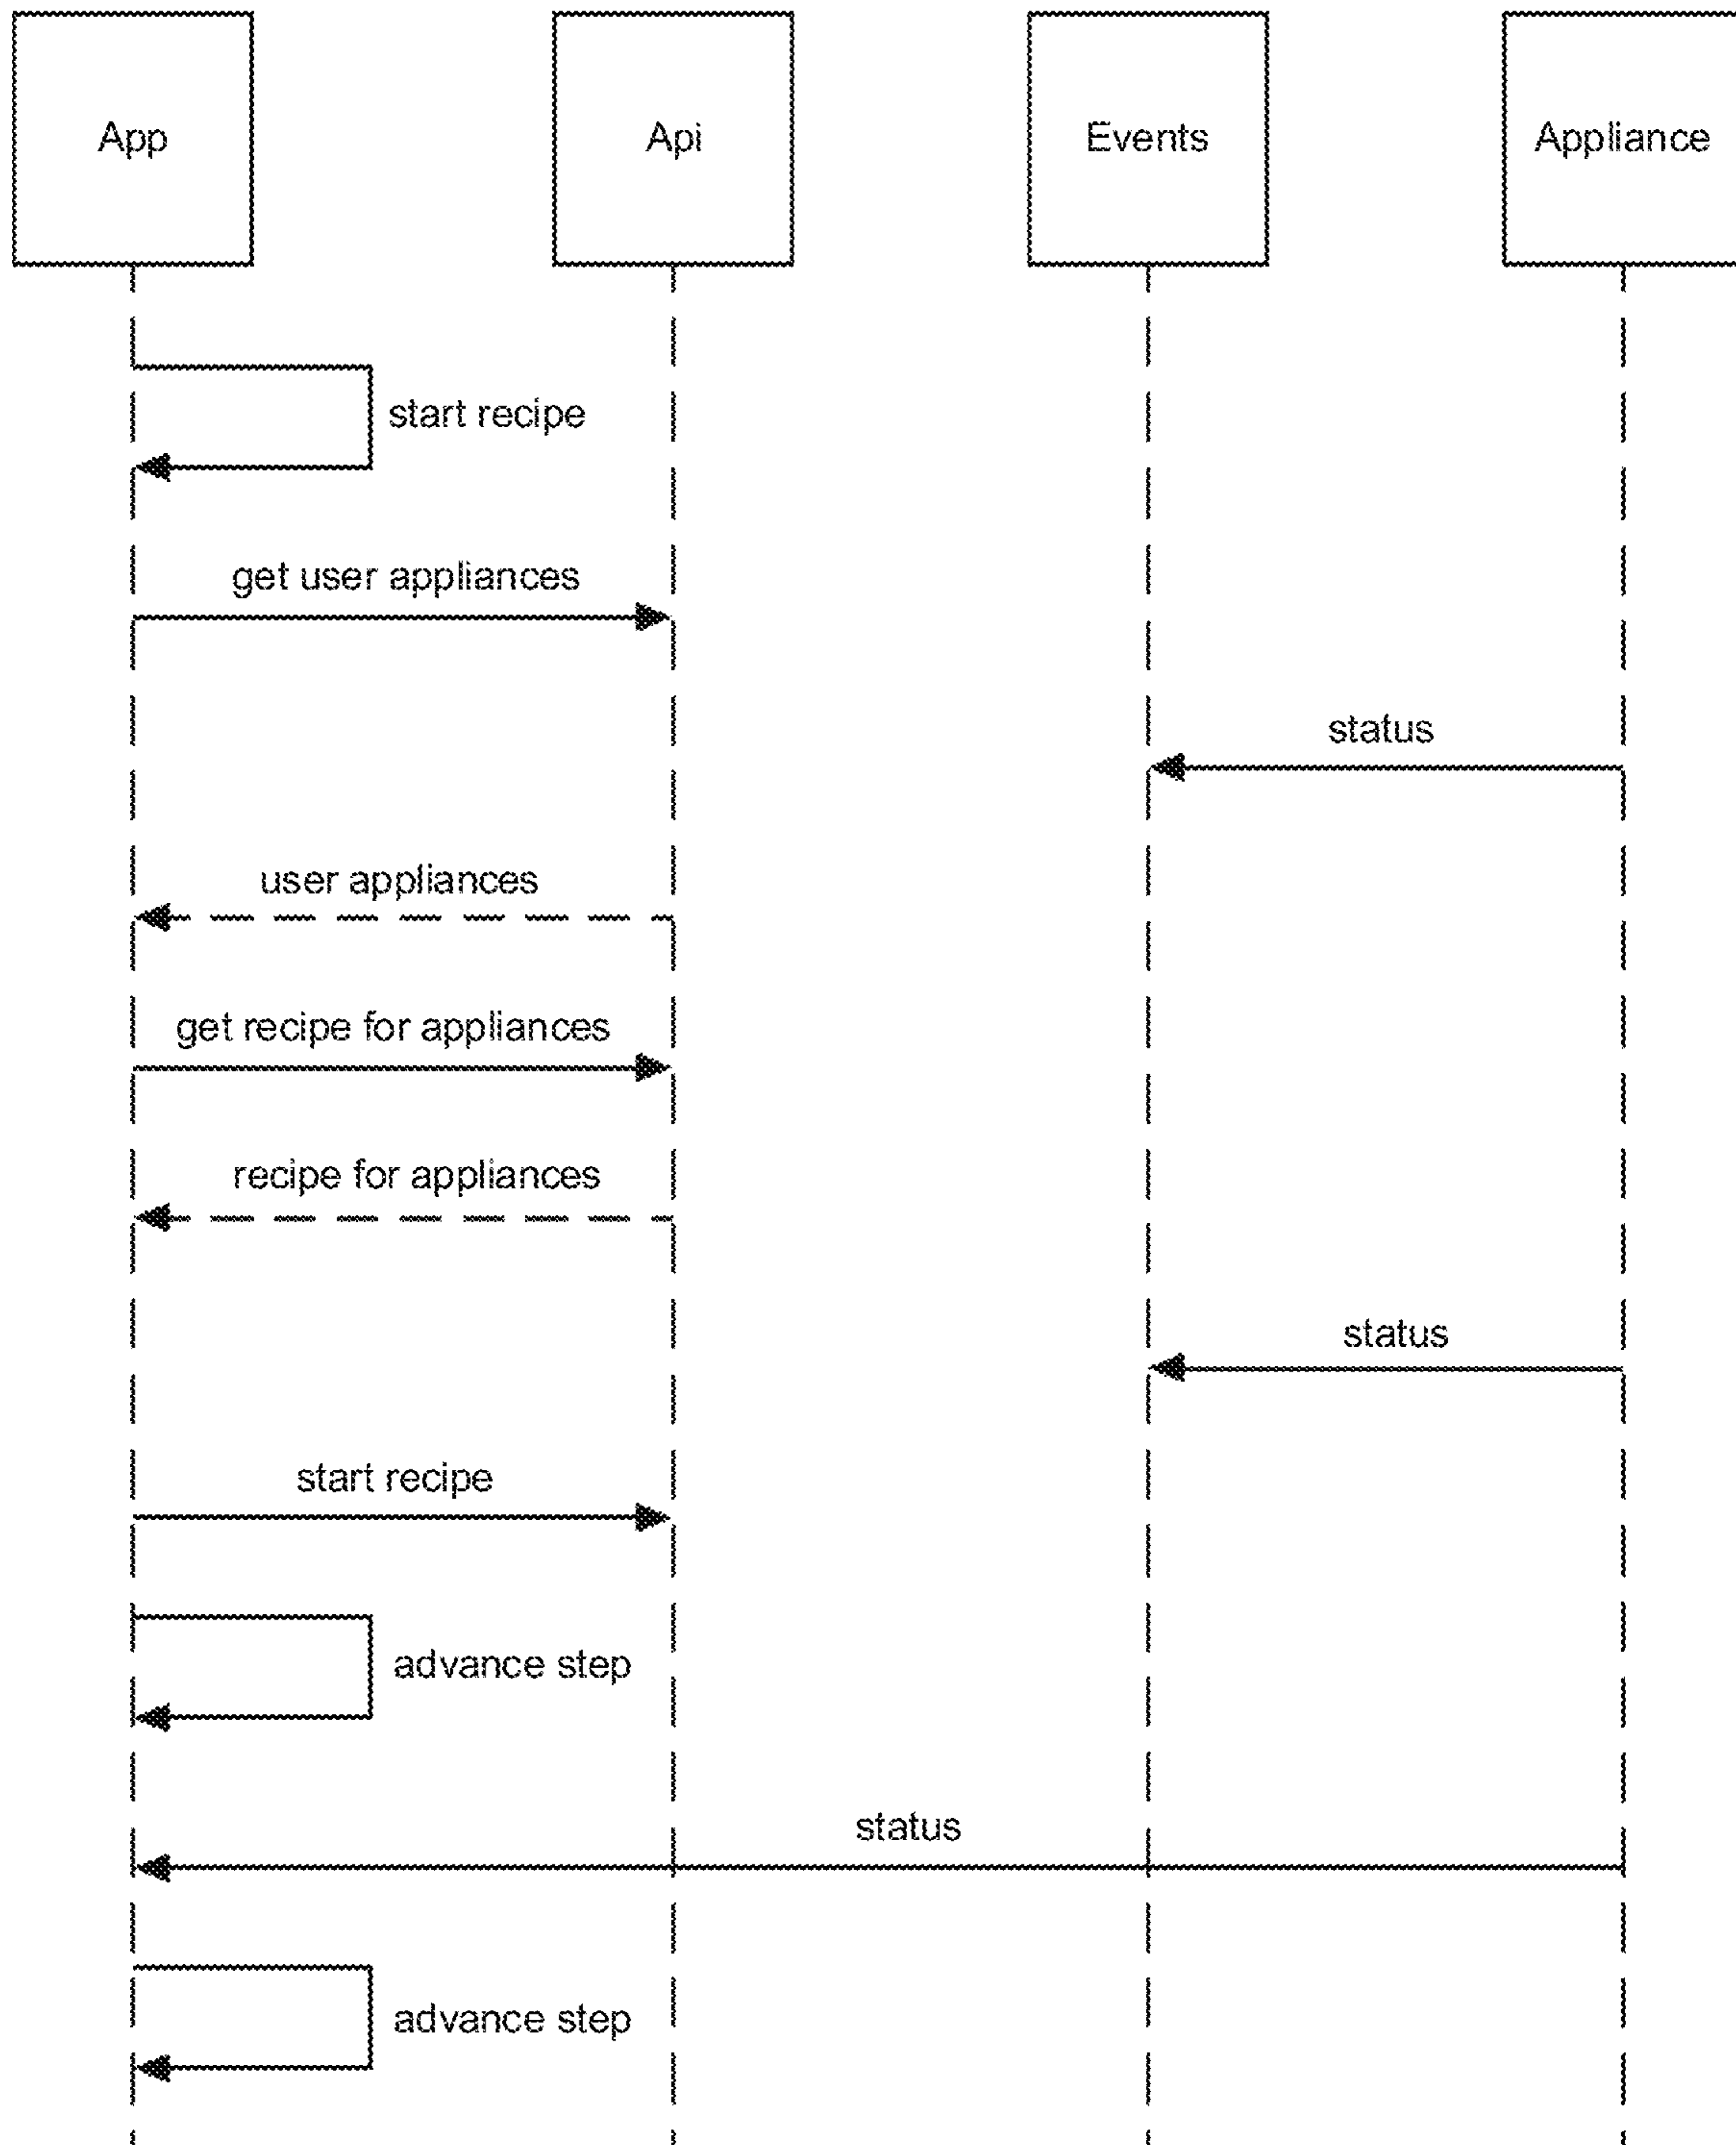 App
Api
Events
Appliance
start recipe
get user appliances
status
user appliances
get recipe for appliances
recipe for appliances
status
start recipe
advance step
status
advance step